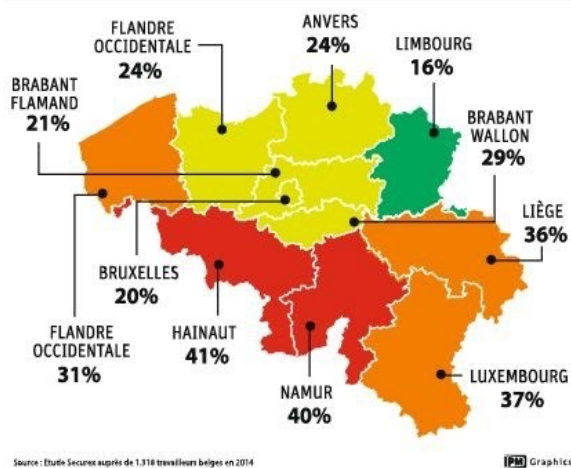 FLANDRE
OCCIDENTALE
24%
ANVERS
24%
LIMBOURG
16%
BRABANT
FLAMAND
21%
BRABANT
WALLON
29%
LIÈGE
36%
BRUXELLES
20%
FLANDRE
OCCIDENTALE
31%
HAINAUT
41%
NAMUR
40%
LUXEMBOURG
37%
Source : Etude Securex auprès de 1.318 travailleurs belges en 2014
IPM Graphics